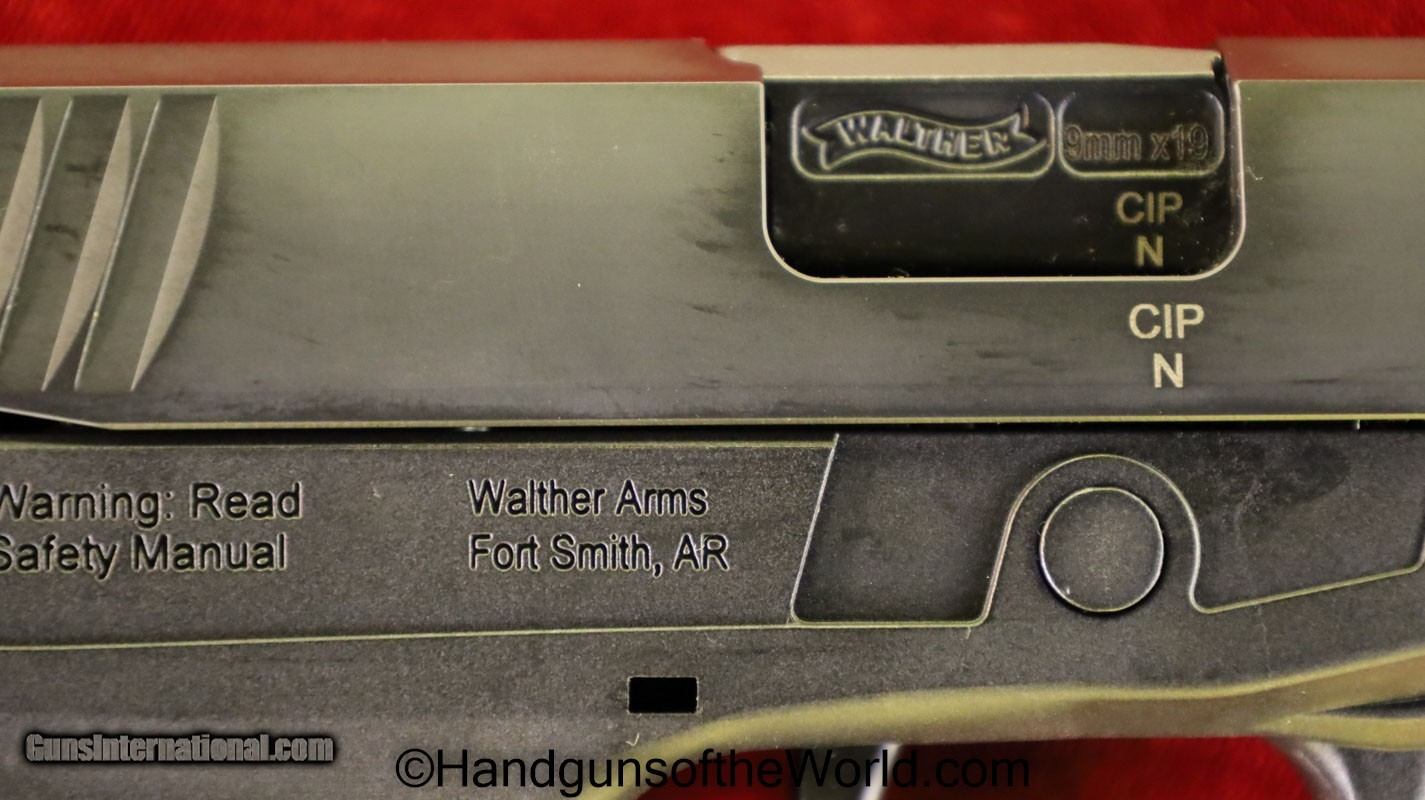 WALTHER
9mm x19
CIP
N
CIP
N
Warning: Read
Safety Manual
Walther Arms
Fort Smith, AR
GunsInternational.com
©HandgunsoftheWorld.com